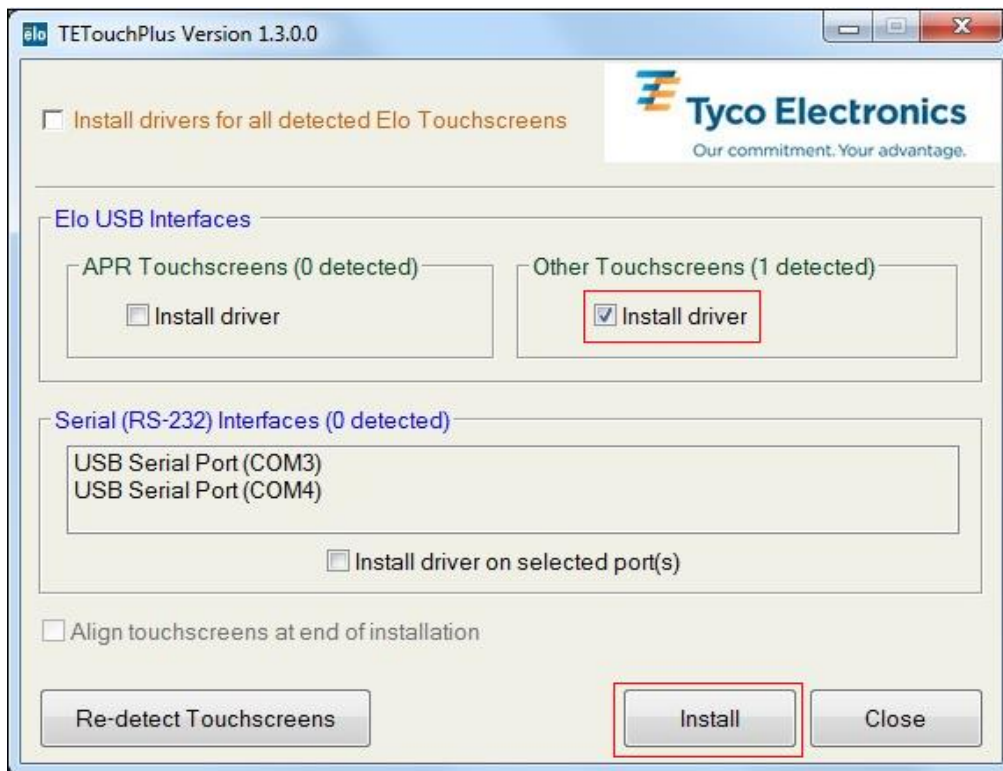 elo TETouchPlus Version 1.3.0.0
Install drivers for all detected Elo Touchscreens
Tyco Electronics
Our commitment. Your advantage.
Elo USB Interfaces
APR Touchscreens (0 detected)
Install driver
Other Touchscreens (1 detected)
Install driver
Serial (RS-232) Interfaces (0 detected)
USB Serial Port (COM3)
USB Serial Port (COM4)
Install driver on selected port(s)
Align touchscreens at end of installation
Re-detect Touchscreens
Install
Close